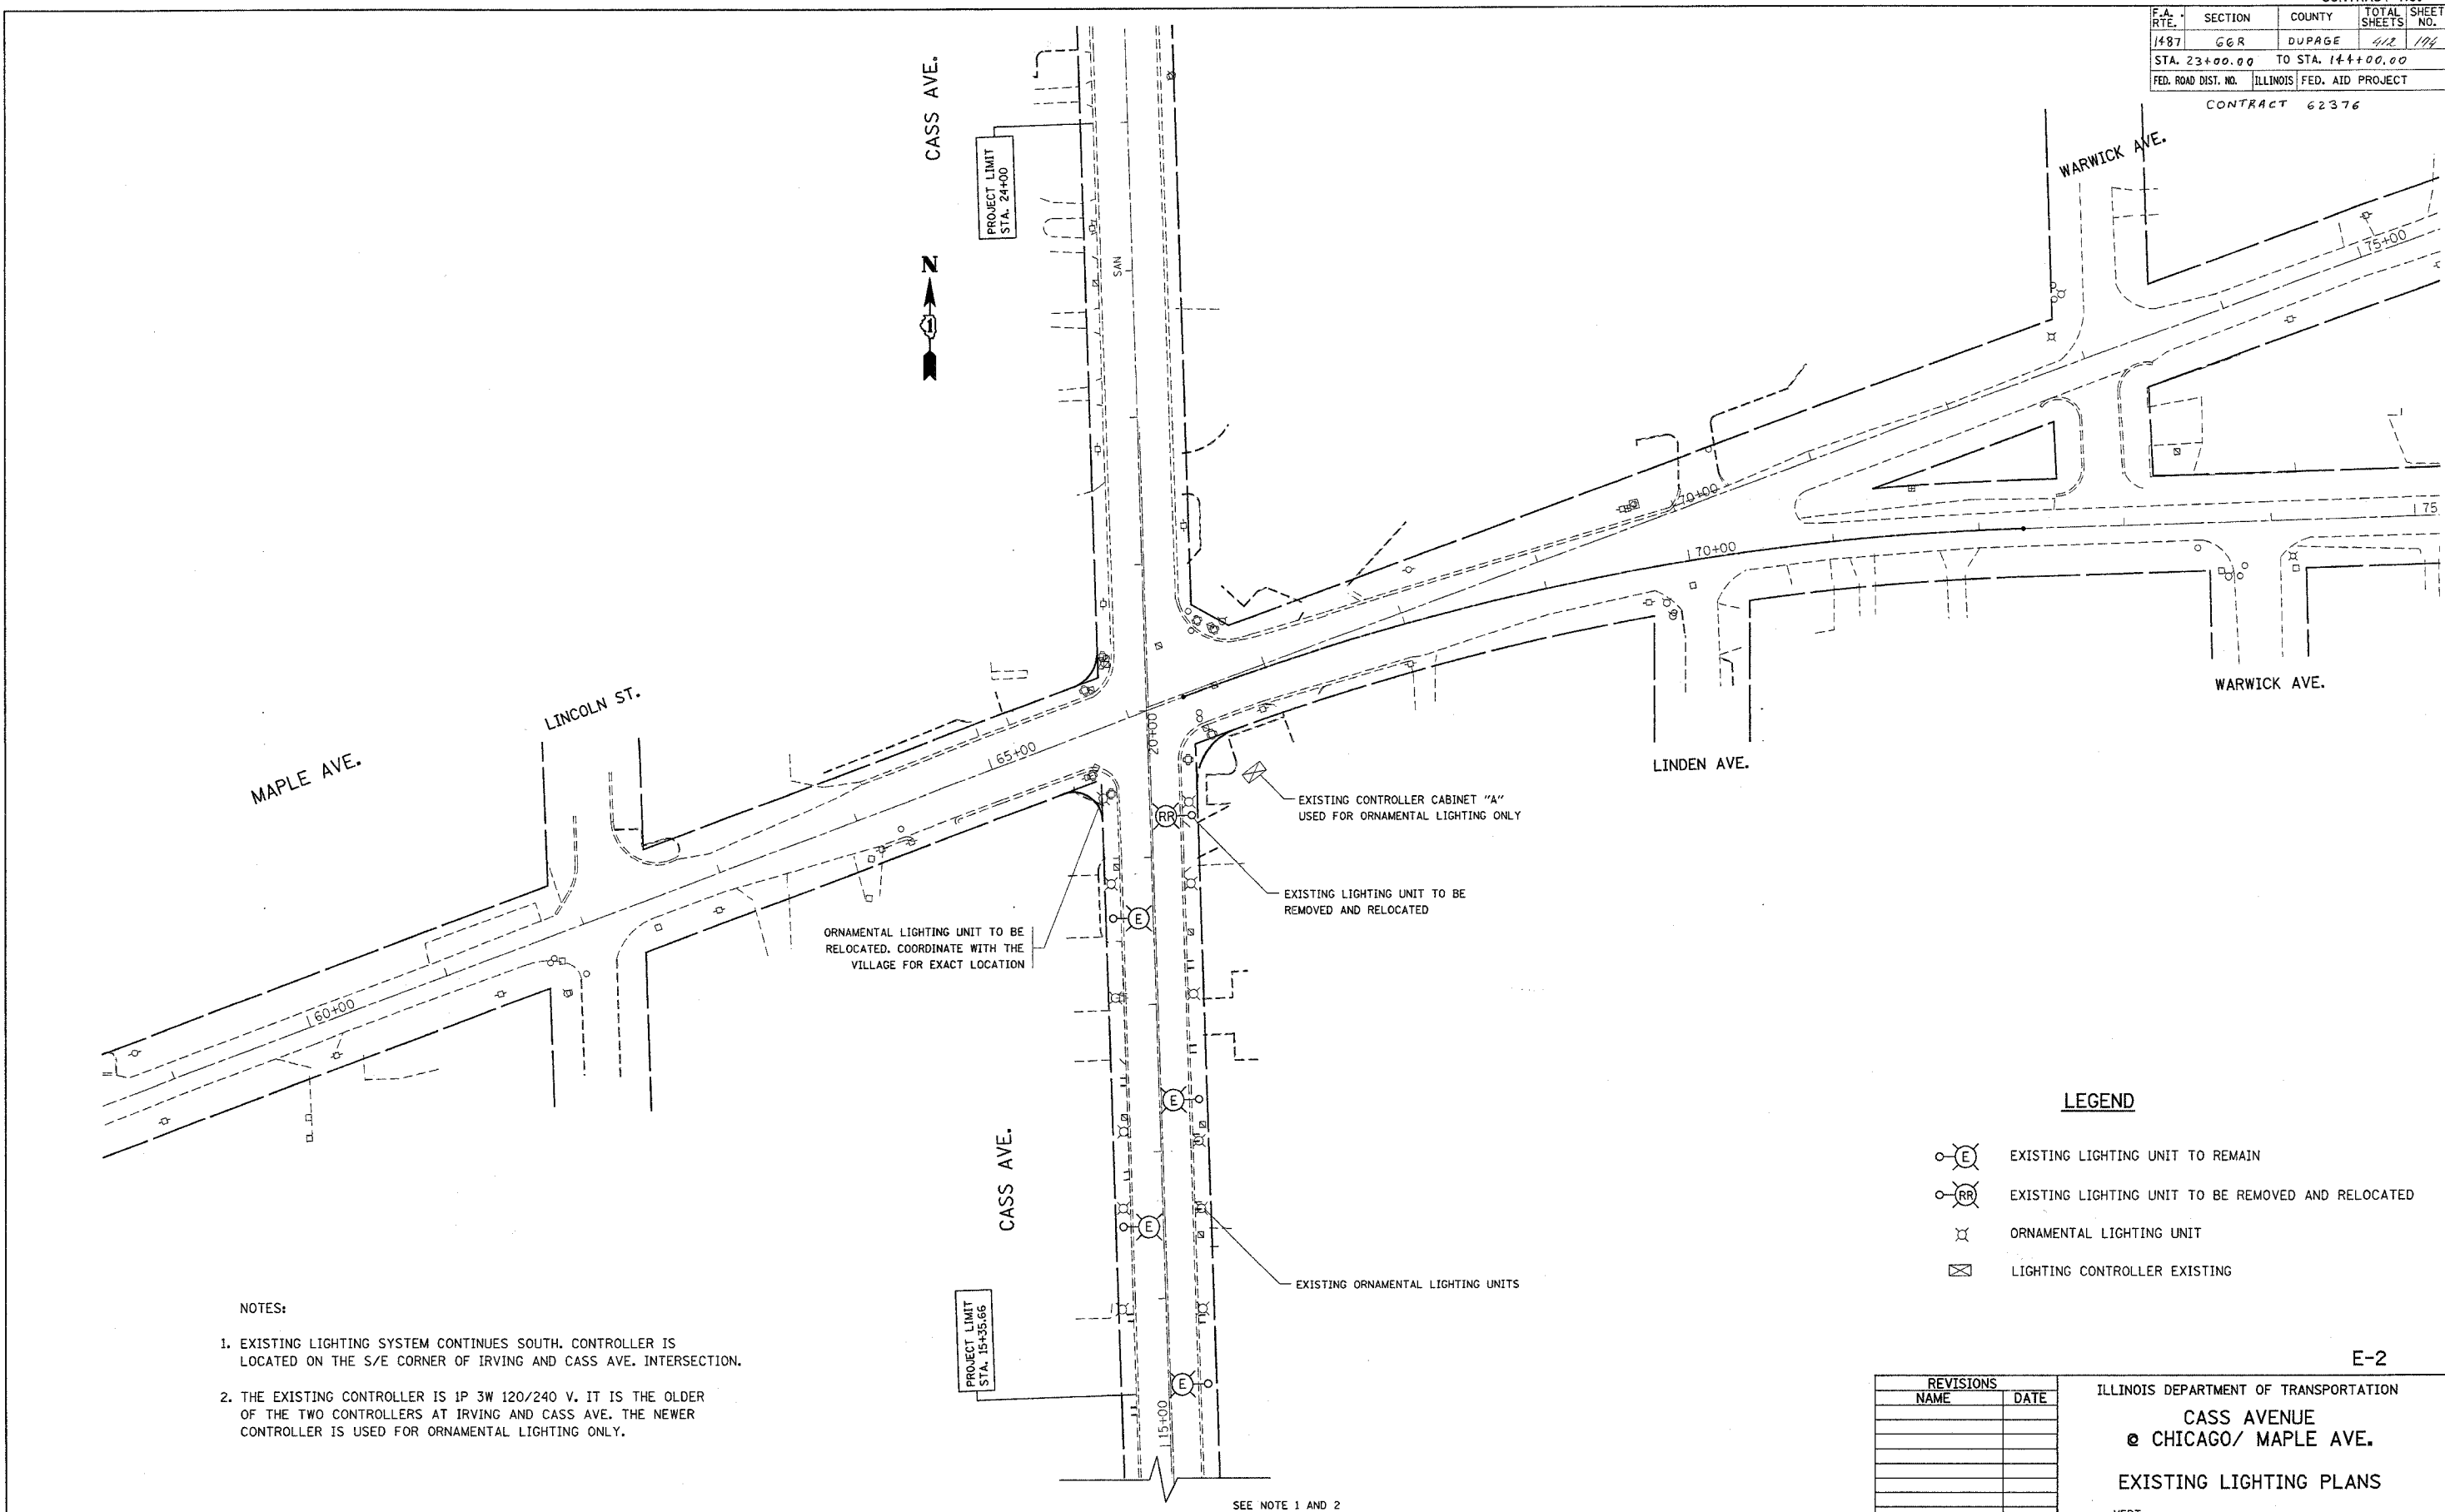 F.A. RTE. SECTION COUNTY TOTAL SHEETS SHEET NO.
1487 66R DUPAGE 412
STA. 23+00.00 TO STA. 144+00.00
FED. ROAD DIST. NO. ILLINOIS FED. AID PROJECT
CONTRACT 62376
CASS AVE.
PROJECT LIMIT
STA. 24+00
N
1
SAN
WARWICK AVE.
75+00
70+00
70+00
75
WARWICK AVE.
LINDEN AVE.
LINCOLN ST.
MAPLE AVE.
65+00
20+00
60+00
RR
EXISTING CONTROLLER CABINET "A"
USED FOR ORNAMENTAL LIGHTING ONLY
EXISTING LIGHTING UNIT TO BE
REMOVED AND RELOCATED
E
ORNAMENTAL LIGHTING UNIT TO BE
RELOCATED. COORDINATE WITH THE
VILLAGE FOR EXACT LOCATION
E
CASS AVE.
E
EXISTING ORNAMENTAL LIGHTING UNITS
PROJECT LIMIT
STA. 15+35.66
E
15+00
SEE NOTE 1 AND 2
LEGEND
E EXISTING LIGHTING UNIT TO REMAIN
RR EXISTING LIGHTING UNIT TO BE REMOVED AND RELOCATED
ORNAMENTAL LIGHTING UNIT
LIGHTING CONTROLLER EXISTING
NOTES:
1. EXISTING LIGHTING SYSTEM CONTINUES SOUTH. CONTROLLER IS
LOCATED ON THE S/E CORNER OF IRVING AND CASS AVE. INTERSECTION.
2. THE EXISTING CONTROLLER IS 1P 3W 120/240 V. IT IS THE OLDER
OF THE TWO CONTROLLERS AT IRVING AND CASS AVE. THE NEWER
CONTROLLER IS USED FOR ORNAMENTAL LIGHTING ONLY.
E-2
REVISIONS
NAME DATE
ILLINOIS DEPARTMENT OF TRANSPORTATION
CASS AVENUE
@ CHICAGO/ MAPLE AVE.
EXISTING LIGHTING PLANS